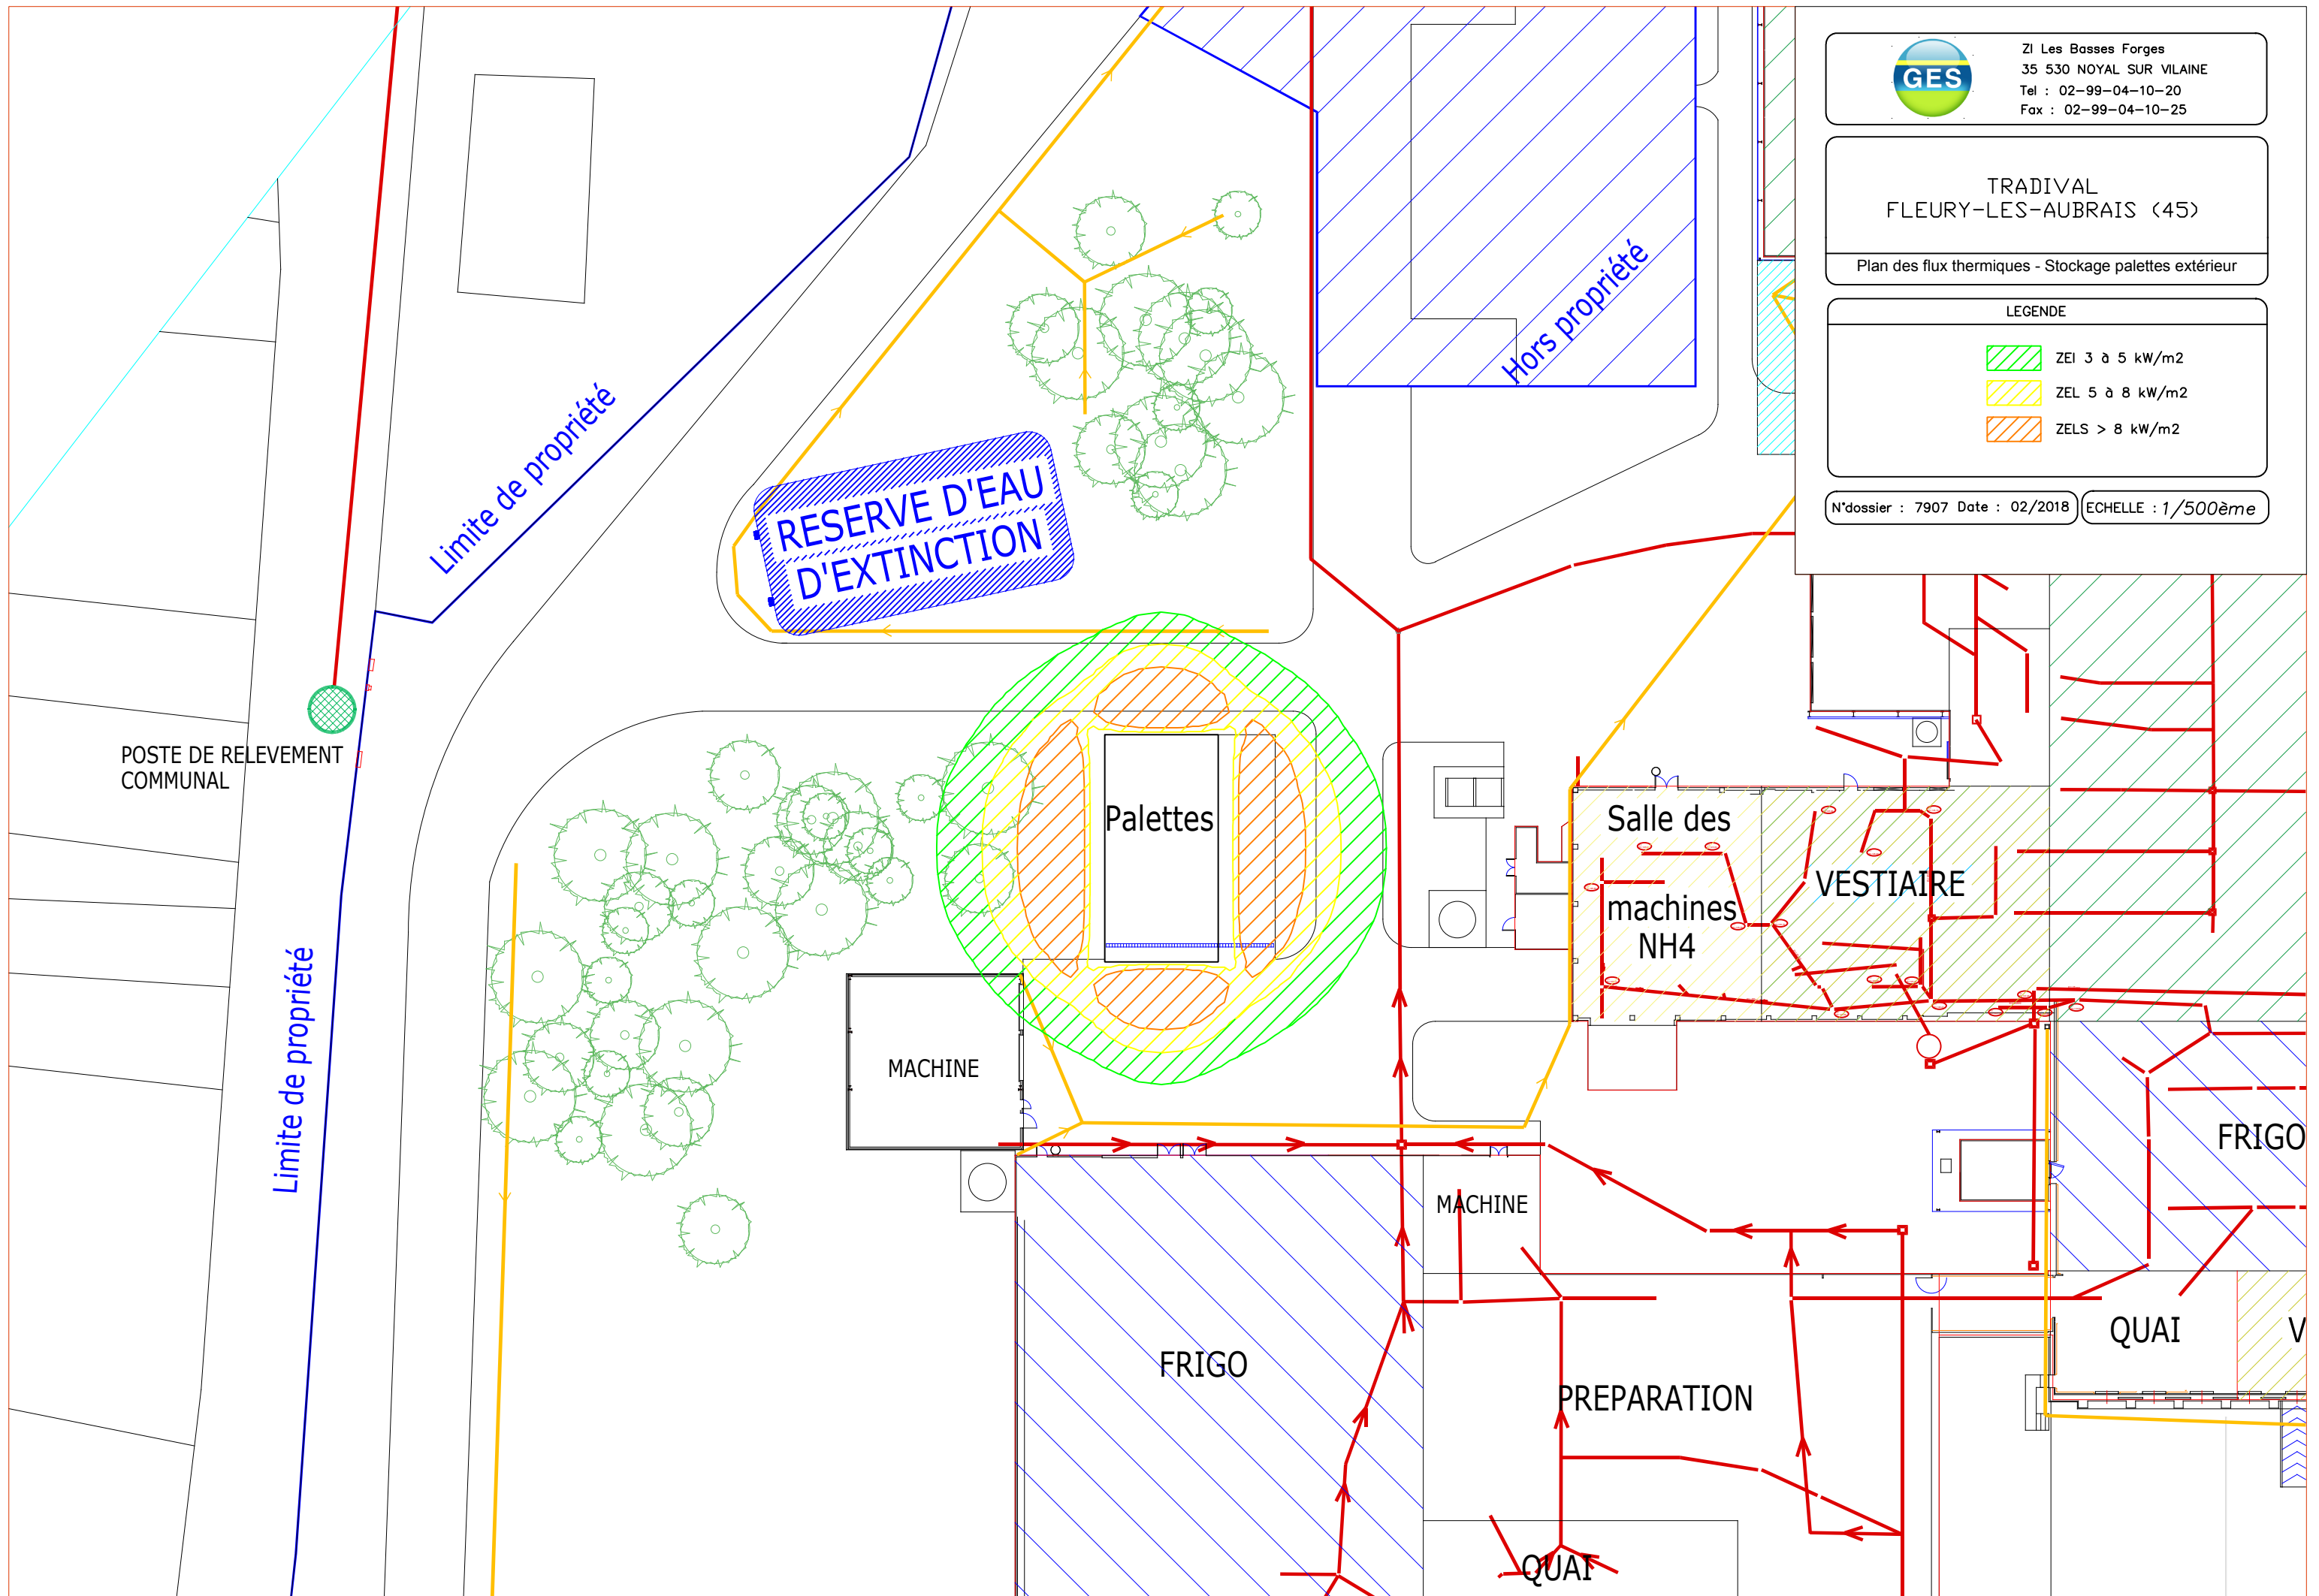 GES
ZI Les Basses Forges
35 530 NOYAL SUR VILAINE
Tel : 02-99-04-10-20
Fax : 02-99-04-10-25
TRADIVAL
FLEURY-LES-AUBRAIS (45)
Plan des flux thermiques - Stockage palettes extérieur
LEGENDE
ZEI 3 à 5 kW/m2
ZEL 5 à 8 kW/m2
ZELS > 8 kW/m2
N°dossier : 7907 Date : 02/2018
ECHELLE : 1/500ème
Hors propriété
Limite de propriété
RESERVE D'EAU
D'EXTINCTION
POSTE DE RELEVEMENT
COMMUNAL
Palettes
Salle des
machines
NH4
VESTIAIRE
Limite de propriété
MACHINE
FRIGO
MACHINE
FRIGO
PREPARATION
QUAI
V
QUAI